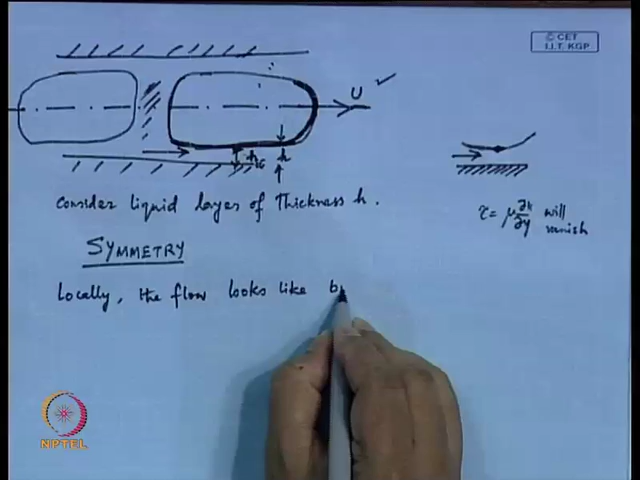 © CET
I.I.T. KGP
U
h
h
Consider liquid layer of Thickness h.
τ = μ ∂u/∂y will
vanish
SYMMETRY
Locally, the flow looks like b
NPTEL